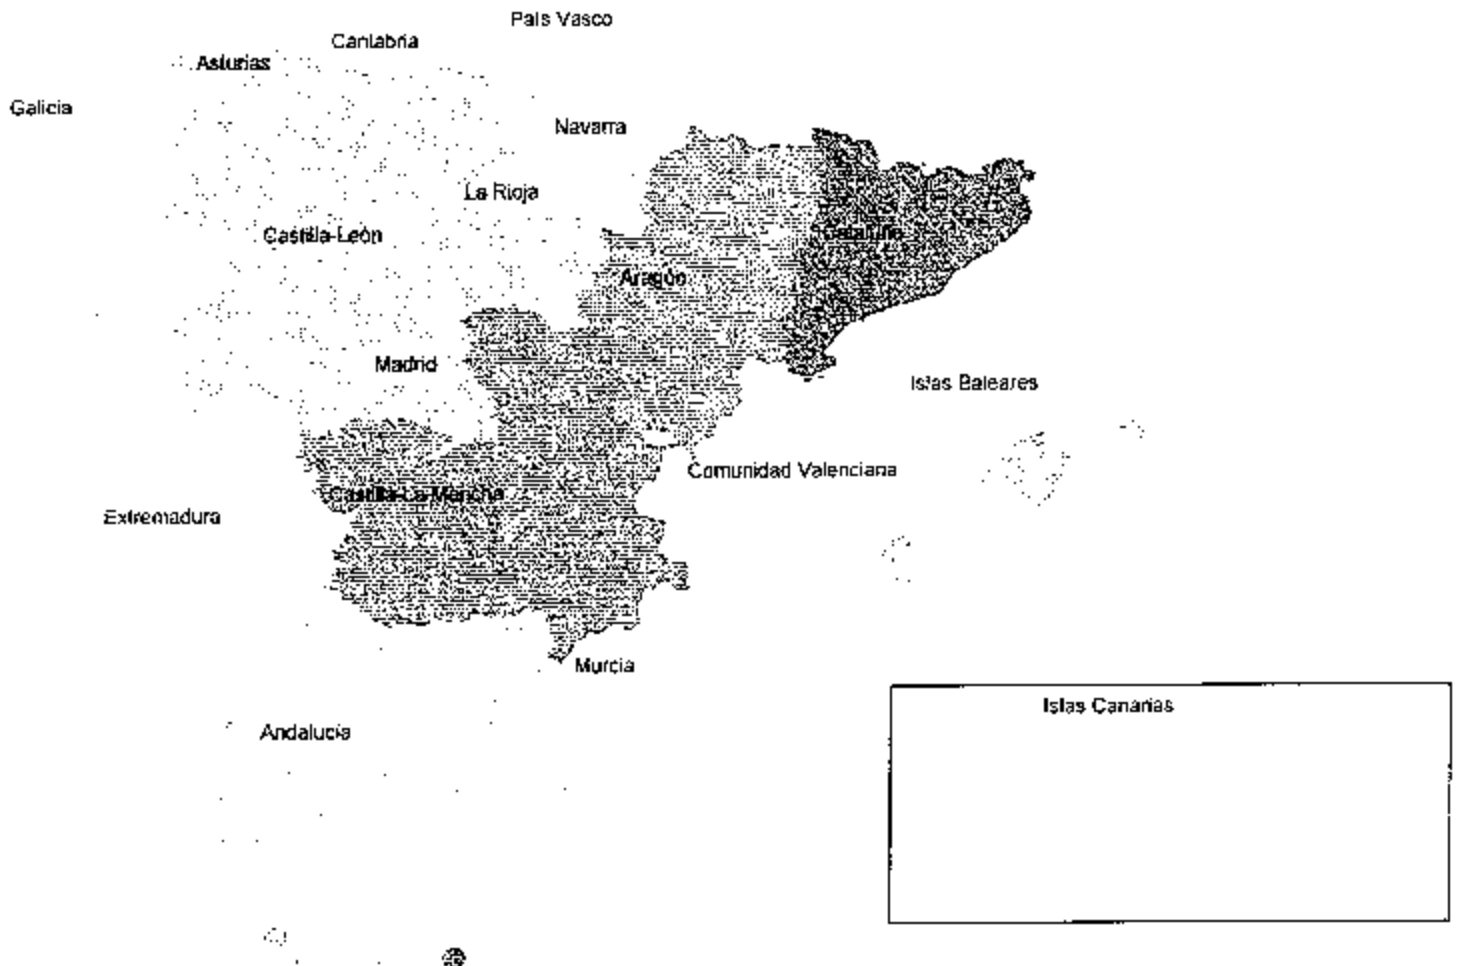 País Vasco
Cantabria
Asturias
Galicia
Navarra
La Rioja
Castilla-León
Cataluña
Aragón
Madrid
Islas Baleares
Comunidad Valenciana
Castilla-La Mancha
Extremadura
Murcia
Islas Canarias
Andalucía